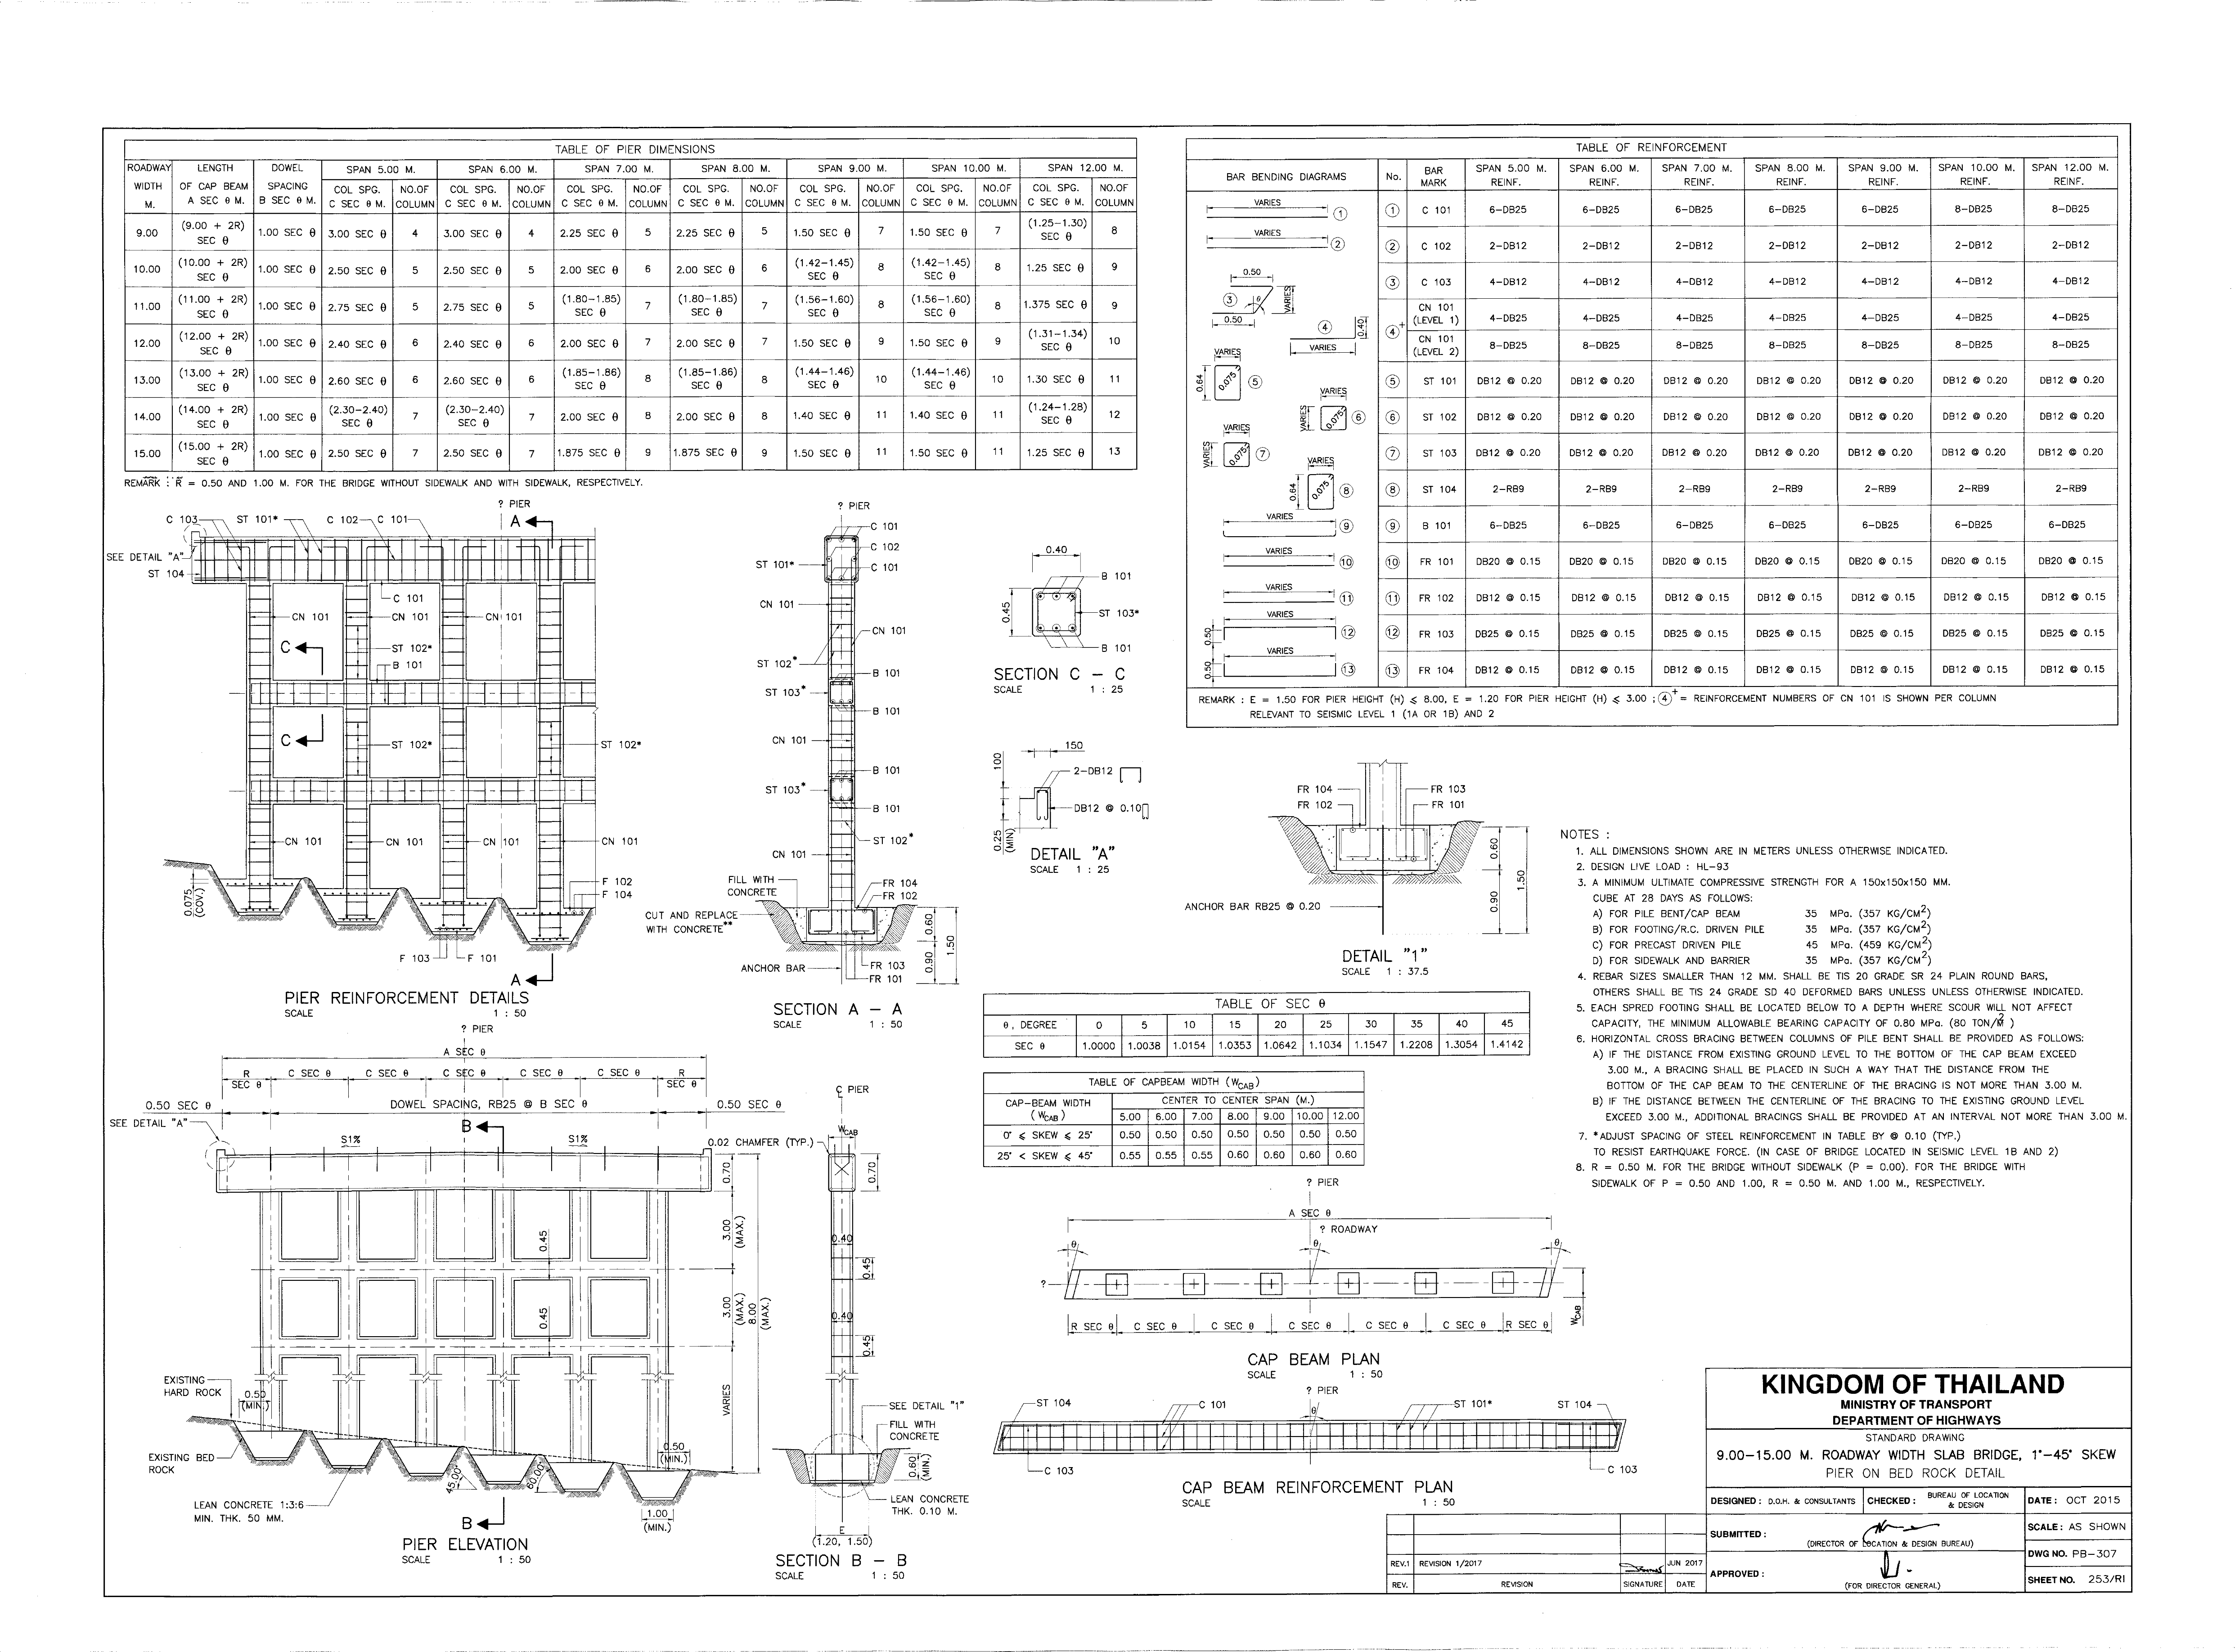 TABLE OF PIER DIMENSIONS
ROADWAY WIDTH M. LENGTH OF CAP BEAM A SEC θ M. DOWEL SPACING B SEC θ M. SPAN 5.00 M. SPAN 6.00 M. SPAN 7.00 M. SPAN 8.00 M. SPAN 9.00 M. SPAN 10.00 M. SPAN 12.00 M.
COL SPG. C SEC θ M. NO.OF COLUMN COL SPG. C SEC θ M. NO.OF COLUMN COL SPG. C SEC θ M. NO.OF COLUMN COL SPG. C SEC θ M. NO.OF COLUMN COL SPG. C SEC θ M. NO.OF COLUMN COL SPG. C SEC θ M. NO.OF COLUMN COL SPG. C SEC θ M. NO.OF COLUMN
9.00 (9.00 + 2R) SEC θ 1.00 SEC θ 3.00 SEC θ 4 3.00 SEC θ 4 2.25 SEC θ 5 2.25 SEC θ 5 1.50 SEC θ 7 1.50 SEC θ 7 (1.25-1.30) SEC θ 8
10.00 (10.00 + 2R) SEC θ 1.00 SEC θ 2.50 SEC θ 5 2.50 SEC θ 5 2.00 SEC θ 6 2.00 SEC θ 6 (1.42-1.45) SEC θ 8 (1.42-1.45) SEC θ 8 1.25 SEC θ 9
11.00 (11.00 + 2R) SEC θ 1.00 SEC θ 2.75 SEC θ 5 2.75 SEC θ 5 (1.80-1.85) SEC θ 7 (1.80-1.85) SEC θ 7 (1.56-1.60) SEC θ 8 (1.56-1.60) SEC θ 8 1.375 SEC θ 9
12.00 (12.00 + 2R) SEC θ 1.00 SEC θ 2.40 SEC θ 6 2.40 SEC θ 6 2.00 SEC θ 7 2.00 SEC θ 7 1.50 SEC θ 9 1.50 SEC θ 9 (1.31-1.34) SEC θ 10
13.00 (13.00 + 2R) SEC θ 1.00 SEC θ 2.60 SEC θ 6 2.60 SEC θ 6 (1.85-1.86) SEC θ 8 (1.85-1.86) SEC θ 8 (1.44-1.46) SEC θ 10 (1.44-1.46) SEC θ 10 1.30 SEC θ 11
14.00 (14.00 + 2R) SEC θ 1.00 SEC θ (2.30-2.40) SEC θ 7 (2.30-2.40) SEC θ 7 2.00 SEC θ 8 2.00 SEC θ 8 1.40 SEC θ 11 1.40 SEC θ 11 (1.24-1.28) SEC θ 12
15.00 (15.00 + 2R) SEC θ 1.00 SEC θ 2.50 SEC θ 7 2.50 SEC θ 7 1.875 SEC θ 9 1.875 SEC θ 9 1.50 SEC θ 11 1.50 SEC θ 11 1.25 SEC θ 13
REMARK : R = 0.50 AND 1.00 M. FOR THE BRIDGE WITHOUT SIDEWALK AND WITH SIDEWALK, RESPECTIVELY.
TABLE OF REINFORCEMENT
BAR BENDING DIAGRAMS No. BAR MARK SPAN 5.00 M. REINF. SPAN 6.00 M. REINF. SPAN 7.00 M. REINF. SPAN 8.00 M. REINF. SPAN 9.00 M. REINF. SPAN 10.00 M. REINF. SPAN 12.00 M. REINF.
VARIES 1 1 C 101 6-DB25 6-DB25 6-DB25 6-DB25 6-DB25 8-DB25 8-DB25
VARIES 2 2 C 102 2-DB12 2-DB12 2-DB12 2-DB12 2-DB12 2-DB12 2-DB12
0.50 3 θ VARIES 0.50 3 C 103 4-DB12 4-DB12 4-DB12 4-DB12 4-DB12 4-DB12 4-DB12
4 0.40 VARIES 4+ CN 101 (LEVEL 1) 4-DB25 4-DB25 4-DB25 4-DB25 4-DB25 4-DB25 4-DB25
CN 101 (LEVEL 2) 8-DB25 8-DB25 8-DB25 8-DB25 8-DB25 8-DB25 8-DB25
VARIES 0.64 0.075 5 5 ST 101 DB12 @ 0.20 DB12 @ 0.20 DB12 @ 0.20 DB12 @ 0.20 DB12 @ 0.20 DB12 @ 0.20 DB12 @ 0.20
VARIES VARIES 0.075 6 6 ST 102 DB12 @ 0.20 DB12 @ 0.20 DB12 @ 0.20 DB12 @ 0.20 DB12 @ 0.20 DB12 @ 0.20 DB12 @ 0.20
VARIES VARIES 0.075 7 7 ST 103 DB12 @ 0.20 DB12 @ 0.20 DB12 @ 0.20 DB12 @ 0.20 DB12 @ 0.20 DB12 @ 0.20 DB12 @ 0.20
VARIES 0.64 0.075 8 8 ST 104 2-RB9 2-RB9 2-RB9 2-RB9 2-RB9 2-RB9 2-RB9
VARIES 9 9 B 101 6-DB25 6-DB25 6-DB25 6-DB25 6-DB25 6-DB25 6-DB25
VARIES 10 10 FR 101 DB20 @ 0.15 DB20 @ 0.15 DB20 @ 0.15 DB20 @ 0.15 DB20 @ 0.15 DB20 @ 0.15 DB20 @ 0.15
VARIES 11 11 FR 102 DB12 @ 0.15 DB12 @ 0.15 DB12 @ 0.15 DB12 @ 0.15 DB12 @ 0.15 DB12 @ 0.15 DB12 @ 0.15
VARIES 0.50 12 12 FR 103 DB25 @ 0.15 DB25 @ 0.15 DB25 @ 0.15 DB25 @ 0.15 DB25 @ 0.15 DB25 @ 0.15 DB25 @ 0.15
VARIES 0.50 13 13 FR 104 DB12 @ 0.15 DB12 @ 0.15 DB12 @ 0.15 DB12 @ 0.15 DB12 @ 0.15 DB12 @ 0.15 DB12 @ 0.15
REMARK : E = 1.50 FOR PIER HEIGHT (H) ⩽ 8.00, E = 1.20 FOR PIER HEIGHT (H) ⩽ 3.00 ; 4+ = REINFORCEMENT NUMBERS OF CN 101 IS SHOWN PER COLUMN
RELEVANT TO SEISMIC LEVEL 1 (1A OR 1B) AND 2
? PIER
A
C 103 ST 101* C 102 C 101
SEE DETAIL "A"
ST 104
C 101
CN 101 CN 101 CN 101
C
ST 102*
B 101
C
ST 102* ST 102*
CN 101 CN 101 CN 101 CN 101
0.075 (COV.)
F 102
F 104
F 103 F 101
A
PIER REINFORCEMENT DETAILS
SCALE 1 : 50
? PIER
C 101
C 102
ST 101* C 101
CN 101
CN 101
ST 102*
B 101
ST 103*
B 101
CN 101
B 101
ST 103*
B 101
ST 102*
CN 101
FILL WITH CONCRETE
FR 104
FR 102
CUT AND REPLACE WITH CONCRETE**
0.60 0.90 1.50
ANCHOR BAR FR 103
FR 101
SECTION A - A
SCALE 1 : 50
0.40
B 101
0.45 ST 103*
B 101
SECTION C - C
SCALE 1 : 25
150
100 2-DB12
DB12 @ 0.10
0.25 (MIN)
DETAIL "A"
SCALE 1 : 25
FR 104 FR 103
FR 102 FR 101
0.60 0.90 1.50
ANCHOR BAR RB25 @ 0.20
DETAIL "1"
SCALE 1 : 37.5
NOTES :
1. ALL DIMENSIONS SHOWN ARE IN METERS UNLESS OTHERWISE INDICATED.
2. DESIGN LIVE LOAD : HL-93
3. A MINIMUM ULTIMATE COMPRESSIVE STRENGTH FOR A 150x150x150 MM.
CUBE AT 28 DAYS AS FOLLOWS:
A) FOR PILE BENT/CAP BEAM 35 MPa. (357 KG/CM2)
B) FOR FOOTING/R.C. DRIVEN PILE 35 MPa. (357 KG/CM2)
C) FOR PRECAST DRIVEN PILE 45 MPa. (459 KG/CM2)
D) FOR SIDEWALK AND BARRIER 35 MPa. (357 KG/CM2)
4. REBAR SIZES SMALLER THAN 12 MM. SHALL BE TIS 20 GRADE SR 24 PLAIN ROUND BARS,
OTHERS SHALL BE TIS 24 GRADE SD 40 DEFORMED BARS UNLESS UNLESS OTHERWISE INDICATED.
5. EACH SPRED FOOTING SHALL BE LOCATED BELOW TO A DEPTH WHERE SCOUR WILL NOT AFFECT
CAPACITY, THE MINIMUM ALLOWABLE BEARING CAPACITY OF 0.80 MPa. (80 TON/M2)
6. HORIZONTAL CROSS BRACING BETWEEN COLUMNS OF PILE BENT SHALL BE PROVIDED AS FOLLOWS:
A) IF THE DISTANCE FROM EXISTING GROUND LEVEL TO THE BOTTOM OF THE CAP BEAM EXCEED
3.00 M., A BRACING SHALL BE PLACED IN SUCH A WAY THAT THE DISTANCE FROM THE
BOTTOM OF THE CAP BEAM TO THE CENTERLINE OF THE BRACING IS NOT MORE THAN 3.00 M.
B) IF THE DISTANCE BETWEEN THE CENTERLINE OF THE BRACING TO THE EXISTING GROUND LEVEL
EXCEED 3.00 M., ADDITIONAL BRACINGS SHALL BE PROVIDED AT AN INTERVAL NOT MORE THAN 3.00 M.
7. *ADJUST SPACING OF STEEL REINFORCEMENT IN TABLE BY @ 0.10 (TYP.)
TO RESIST EARTHQUAKE FORCE. (IN CASE OF BRIDGE LOCATED IN SEISMIC LEVEL 1B AND 2)
8. R = 0.50 M. FOR THE BRIDGE WITHOUT SIDEWALK (P = 0.00). FOR THE BRIDGE WITH
SIDEWALK OF P = 0.50 AND 1.00, R = 0.50 M. AND 1.00 M., RESPECTIVELY.
TABLE OF SEC θ
θ, DEGREE 0 5 10 15 20 25 30 35 40 45
SEC θ 1.0000 1.0038 1.0154 1.0353 1.0642 1.1034 1.1547 1.2208 1.3054 1.4142
TABLE OF CAPBEAM WIDTH (WCAB)
CAP-BEAM WIDTH (WCAB) CENTER TO CENTER SPAN (M.)
5.00 6.00 7.00 8.00 9.00 10.00 12.00
0° ⩽ SKEW ⩽ 25° 0.50 0.50 0.50 0.50 0.50 0.50 0.50
25° < SKEW ⩽ 45° 0.55 0.55 0.55 0.60 0.60 0.60 0.60
? PIER
A SEC θ
R SEC θ C SEC θ C SEC θ C SEC θ C SEC θ C SEC θ R SEC θ
0.50 SEC θ DOWEL SPACING, RB25 @ B SEC θ 0.50 SEC θ
SEE DETAIL "A"
B
S1% S1%
0.70
3.00 (MAX.)
0.45
3.00 (MAX.)
8.00 (MAX.)
0.45
VARIES
EXISTING HARD ROCK
0.50 (MIN.)
EXISTING BED ROCK
0.50 (MIN.)
45.00° 60.00°
LEAN CONCRETE 1:3:6
MIN. THK. 50 MM.
B
1.00 (MIN.)
PIER ELEVATION
SCALE 1 : 50
℄ PIER
WCAB
0.02 CHAMFER (TYP.)
0.70
0.40
0.45
0.40
0.45
SEE DETAIL "1"
FILL WITH CONCRETE
0.60 (MIN.)
LEAN CONCRETE
THK. 0.10 M.
E
(1.20, 1.50)
SECTION B - B
SCALE 1 : 50
? PIER
A SEC θ
? ROADWAY
θ θ θ
?
WCAB
R SEC θ C SEC θ C SEC θ C SEC θ C SEC θ C SEC θ R SEC θ
CAP BEAM PLAN
SCALE 1 : 50
? PIER
ST 104 C 101 θ ST 101* ST 104
C 103 C 103
CAP BEAM REINFORCEMENT PLAN
SCALE 1 : 50
KINGDOM OF THAILAND
MINISTRY OF TRANSPORT
DEPARTMENT OF HIGHWAYS
STANDARD DRAWING
9.00-15.00 M. ROADWAY WIDTH SLAB BRIDGE, 1°-45° SKEW
PIER ON BED ROCK DETAIL
DESIGNED : D.O.H. & CONSULTANTS CHECKED : BUREAU OF LOCATION & DESIGN DATE : OCT 2015
SUBMITTED : (DIRECTOR OF LOCATION & DESIGN BUREAU) SCALE : AS SHOWN
DWG NO. PB-307
APPROVED : (FOR DIRECTOR GENERAL) SHEET NO. 253/R1
REV.1 REVISION 1/2017 JUN 2017
REV. REVISION SIGNATURE DATE